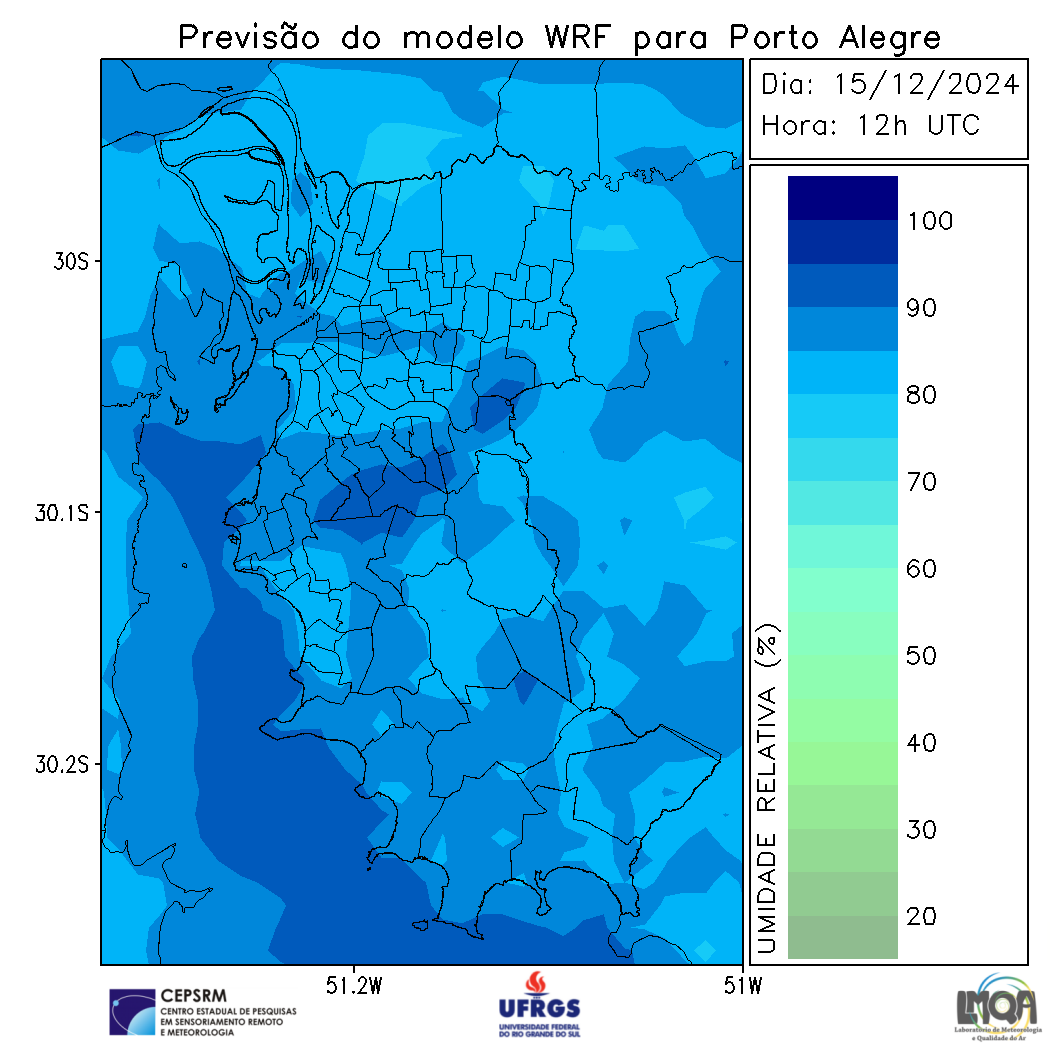 Previsão do modelo WRF para Porto Alegre
Dia: 15/12/2024
Hora: 12h UTC
30S
30.1S
30.2S
51.2W
51W
100
90
80
70
60
50
40
30
20
UMIDADE RELATIVA (%)
CEPSRM
CENTRO ESTADUAL DE PESQUISAS
EM SENSORIAMENTO REMOTO
E METEOROLOGIA
UFRGS
UNIVERSIDADE FEDERAL
DO RIO GRANDE DO SUL
LMQA
Laboratório de Meteorologia
e Qualidade do Ar